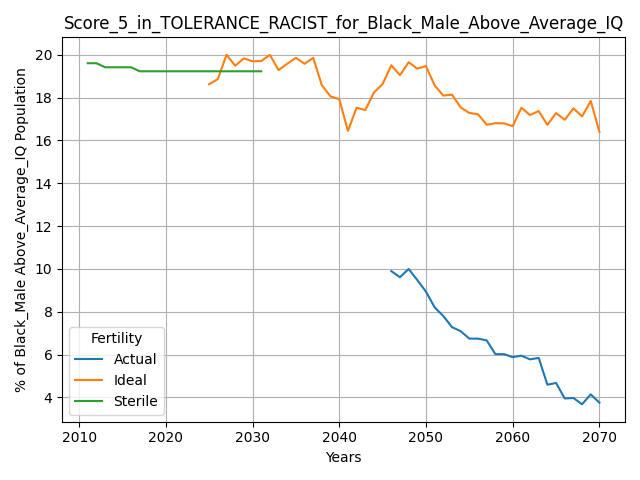 Score_5_in_TOLERANCE_RACIST_for_Black_Male_Above_Average_IQ
% of Black_Male Above_Average_IQ Population
20
18
16
14
12
10
8
6
4
Fertility
Actual
Ideal
Sterile
2010 2020 2030 2040 2050 2060 2070
Years